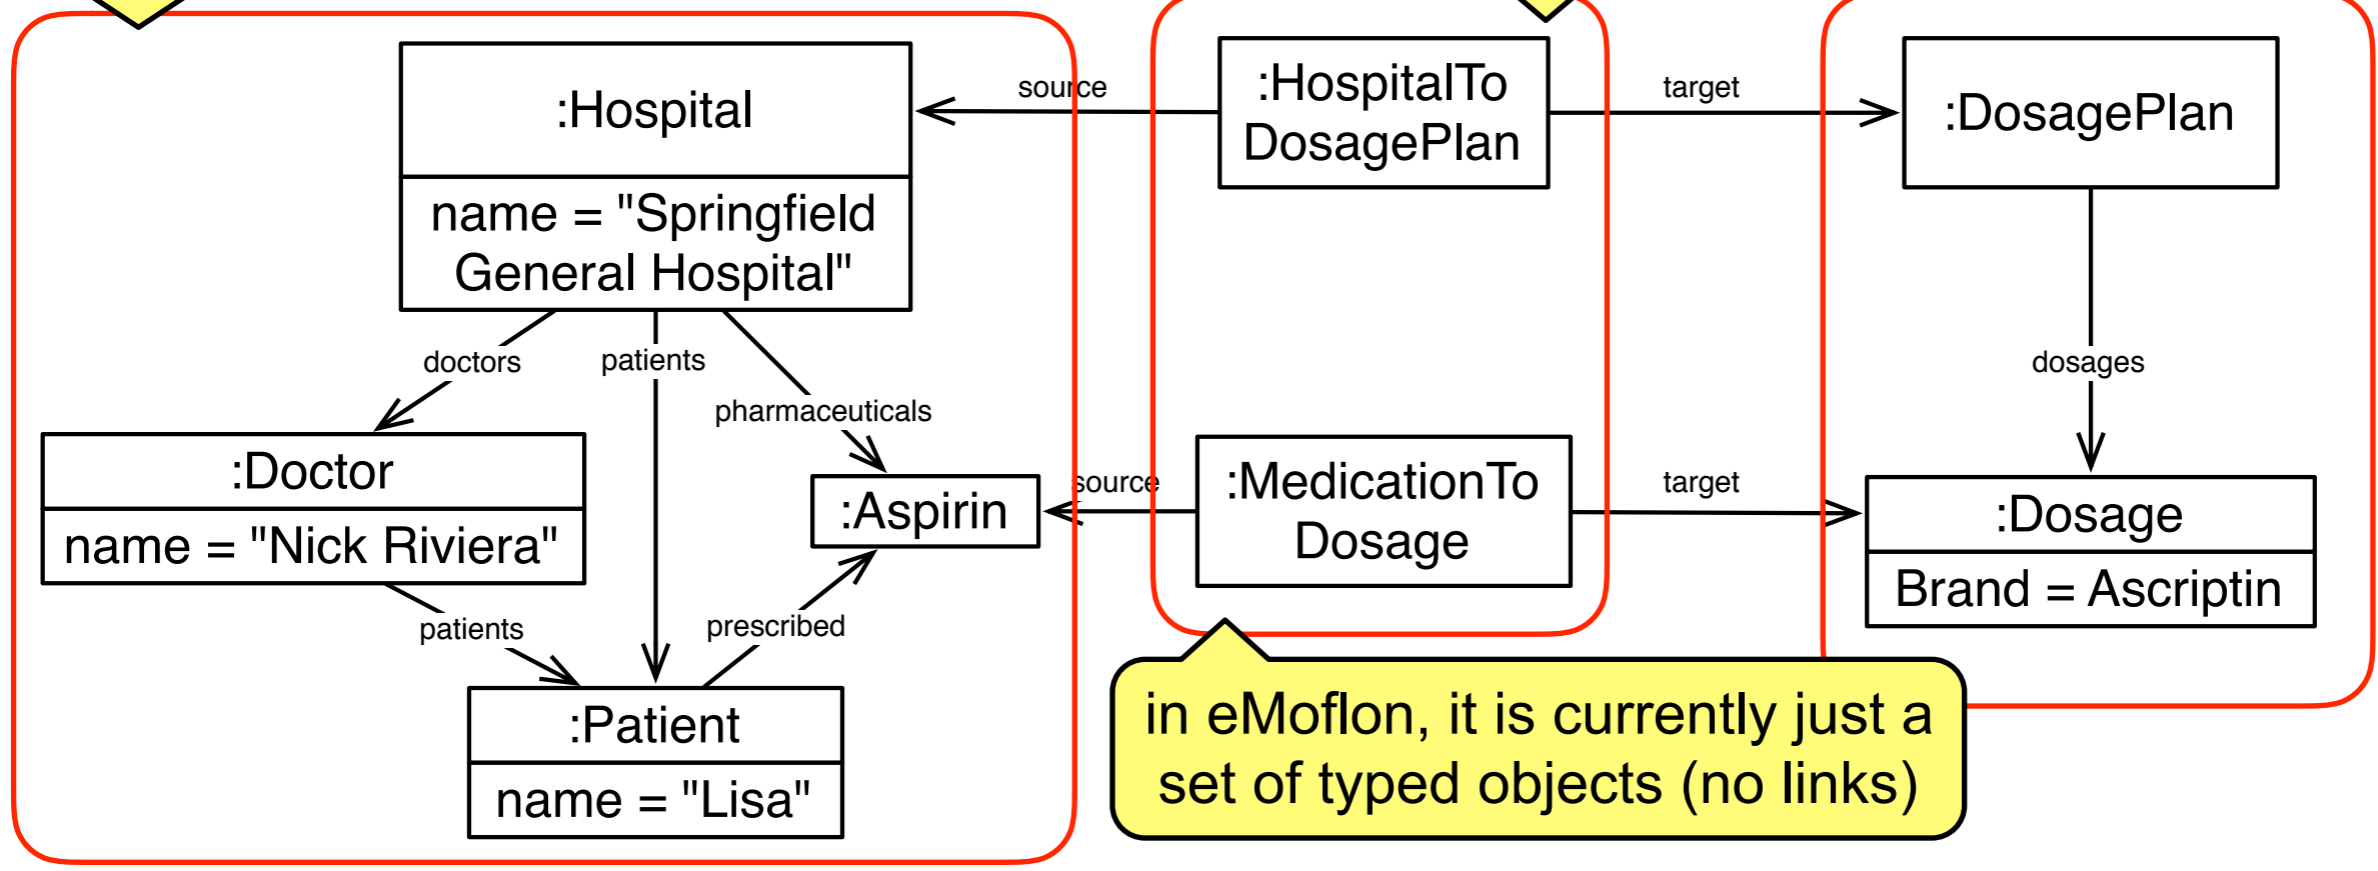 :Hospital
name = "Springfield
General Hospital"
source
:HospitalTo
DosagePlan
target
:DosagePlan
doctors
patients
pharmaceuticals
dosages
:Doctor
name = "Nick Riviera"
:Aspirin
source
:MedicationTo
Dosage
target
:Dosage
Brand = Ascriptin
patients
prescribed
:Patient
name = "Lisa"
in eMoflon, it is currently just a
set of typed objects (no links)